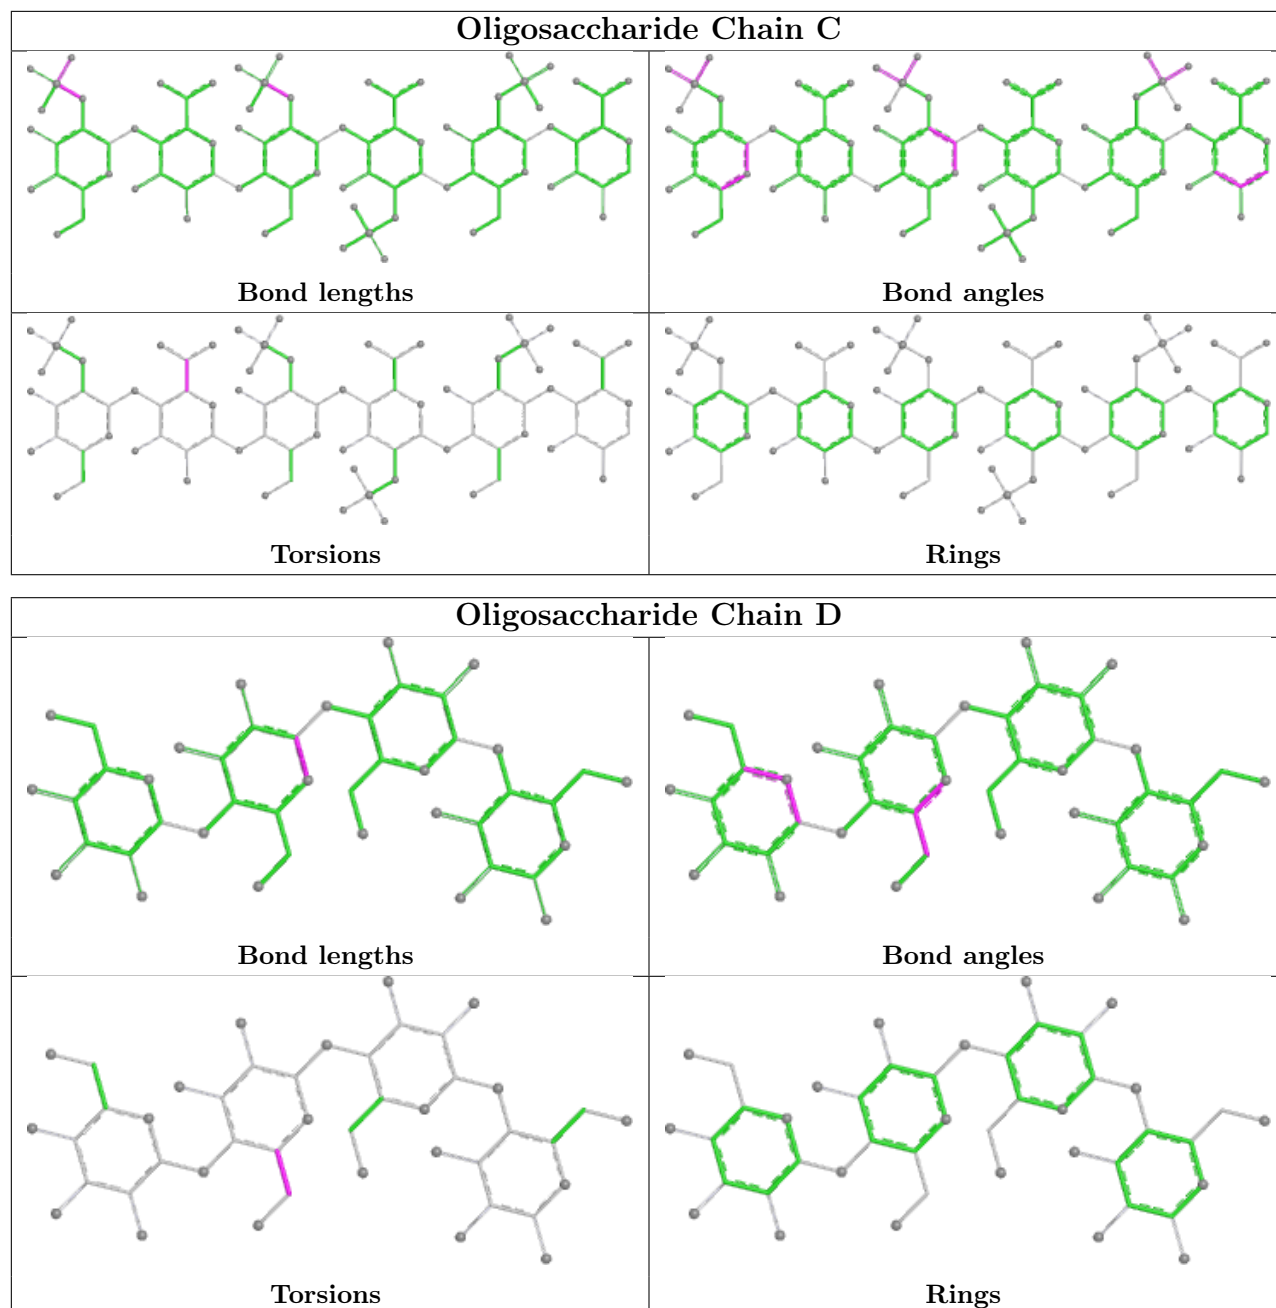 Oligosaccharide Chain C
Bond lengths
Bond angles
Torsions
Rings
Oligosaccharide Chain D
Bond lengths
Bond angles
Torsions
Rings